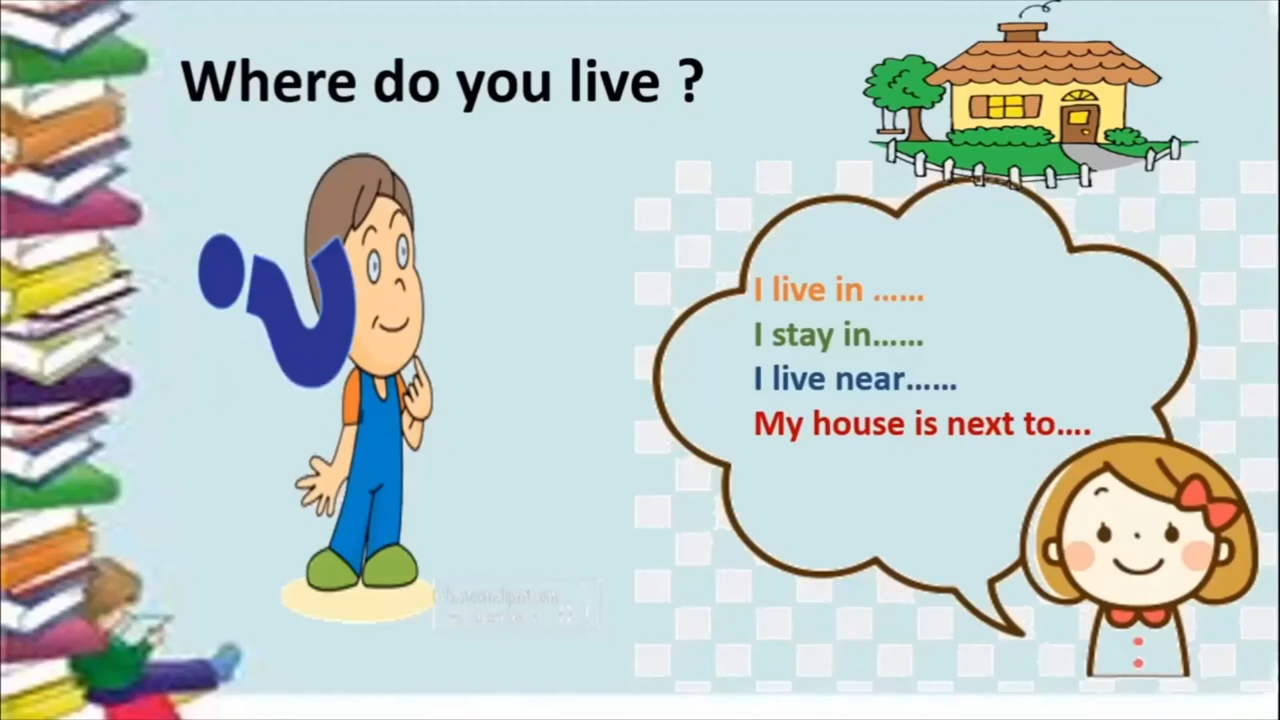 Where do you live ?
I live in ......
I stay in......
I live near......
My house is next to....